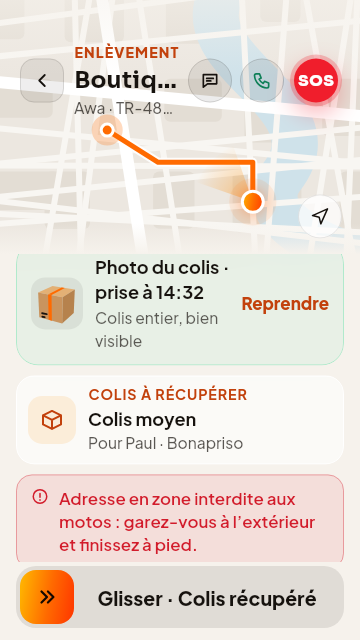 ENLÈVEMENT
Boutiq...
Awa · TR-48...
SOS
Photo du colis ·
prise à 14:32
Colis entier, bien
visible
Reprendre
COLIS À RÉCUPÉRER
Colis moyen
Pour Paul · Bonapriso
Adresse en zone interdite aux
motos : garez-vous à l'extérieur
et finissez à pied.
Glisser · Colis récupéré